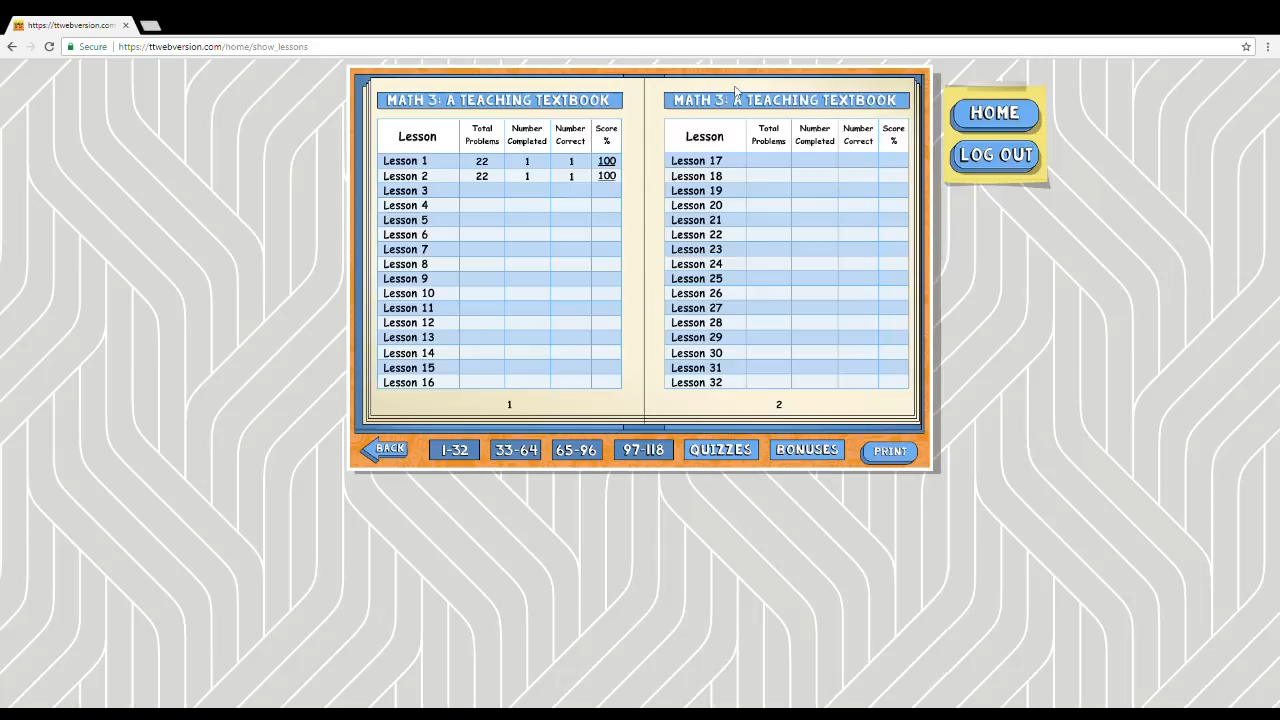 https://ttwebversion.com
Secure https://ttwebversion.com/home/show_lessons
MATH 3: A TEACHING TEXTBOOK
Lesson Total Problems Number Completed Number Correct Score %
Lesson 1 22 1 1 100
Lesson 2 22 1 1 100
Lesson 3
Lesson 4
Lesson 5
Lesson 6
Lesson 7
Lesson 8
Lesson 9
Lesson 10
Lesson 11
Lesson 12
Lesson 13
Lesson 14
Lesson 15
Lesson 16
1
MATH 3: A TEACHING TEXTBOOK
Lesson Total Problems Number Completed Number Correct Score %
Lesson 17
Lesson 18
Lesson 19
Lesson 20
Lesson 21
Lesson 22
Lesson 23
Lesson 24
Lesson 25
Lesson 26
Lesson 27
Lesson 28
Lesson 29
Lesson 30
Lesson 31
Lesson 32
2
HOME
LOG OUT
BACK 1-32 33-64 65-96 97-118 QUIZZES BONUSES PRINT